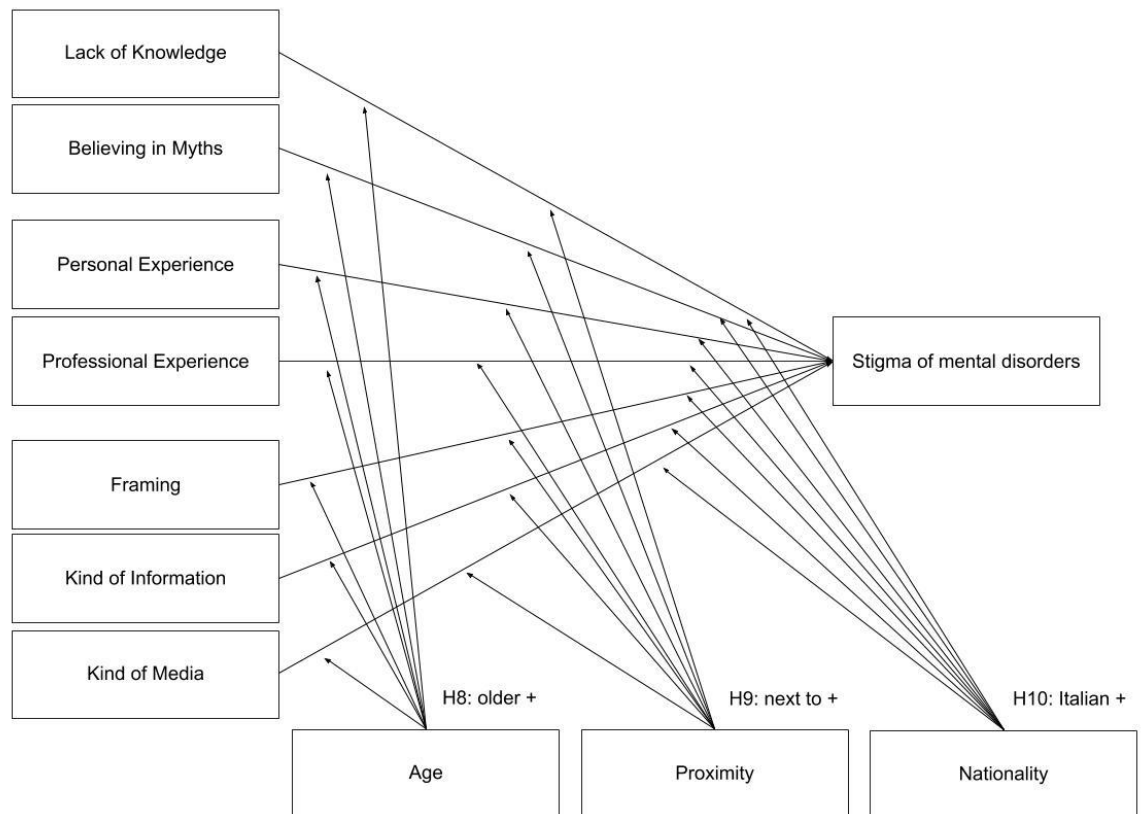 Lack of Knowledge
Believing in Myths
Personal Experience
Professional Experience
Stigma of mental disorders
Framing
Kind of Information
Kind of Media
H8: older +
H9: next to +
H10: Italian +
Age
Proximity
Nationality